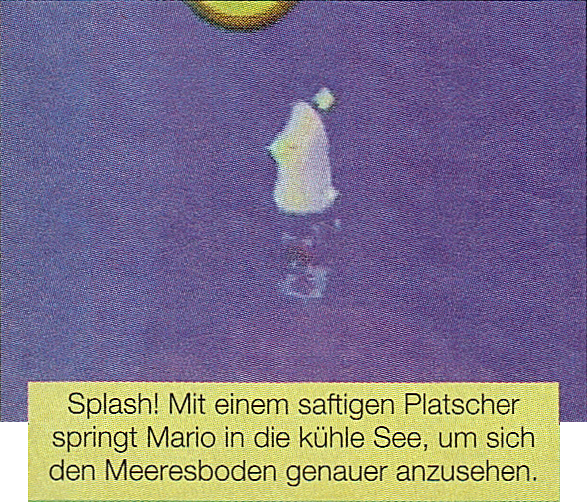 Splash! Mit einem saftigen Platscher
springt Mario in die kühle See, um sich
den Meeresboden genauer anzusehen.